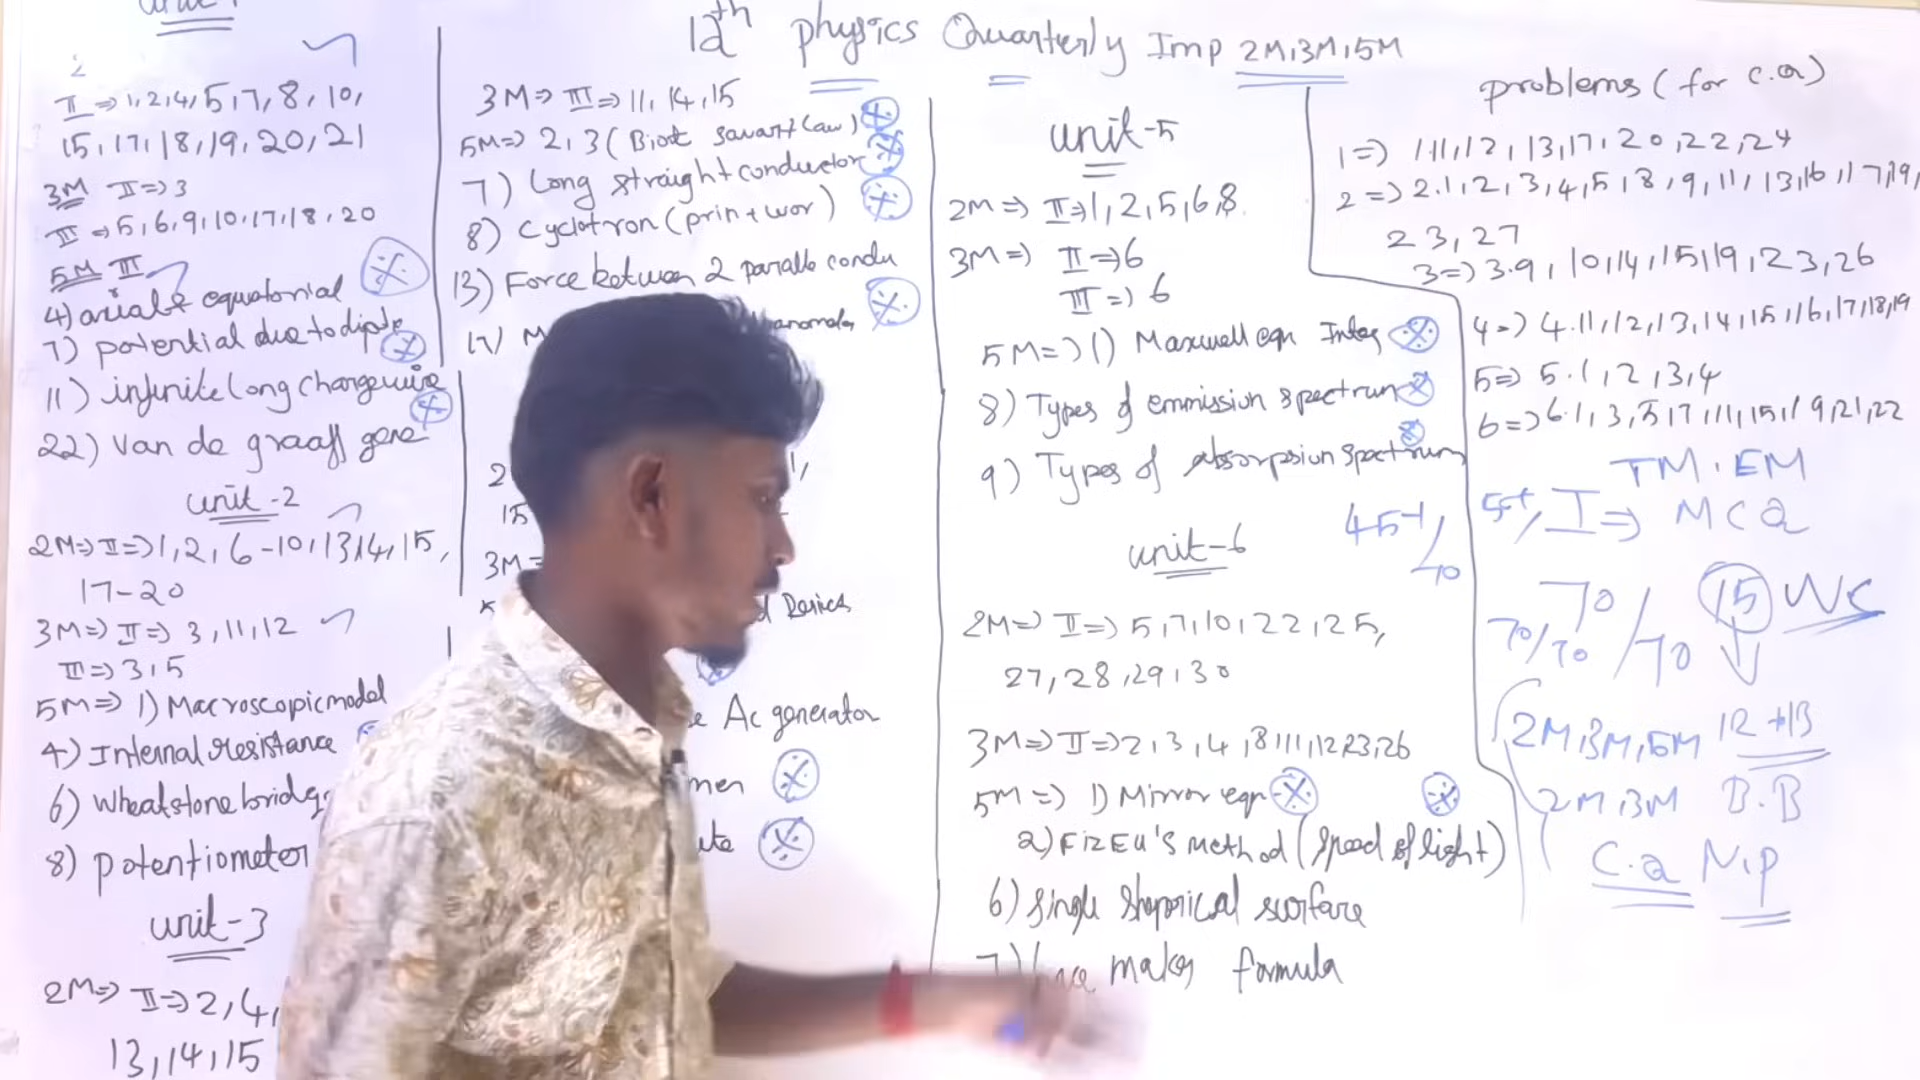 12th physics Quarterly Imp 2M,3M,5M
II => 1,2,4,5,7,8,10,
15,17,18,19,20,21
3M II => 3
III => 5,6,9,10,17,18,20
5M III
equatorial
7) potential due to dipole
11) infinite long charge wire
22) Van de graaff gene
unit-2
2M => II => 1,2,6-10,13,14,15,
17-20
3M => II => 3,11,12
III => 3,5
5M => 1) Macroscopic model
4) Internal resistance
6) Wheatstone bridg
8) potentiometer
unit-3
2M => II => 2,4,
13,14,15
3M => III => 11,14,15
5M => 2,3 (Biot Savart Law)
7) Long straight conductor
8) Cyclotron (prin + wor)
13) Force between 2 condu
3M =
AC generator
unit-5
2M => II => 1,2,5,6,8
3M => II => 6
III => 6
5M => 1) Maxwell eqn
8) Types of emmission spectrum
9) Types of spectrum
unit-6
2M => II => 5,7,10,22,25,
27,28,29,30
3M => II => 2,3,4,8,11,12,23,26
5M => 1) Mirror eqn
2) FIZEU'S Method (Speed of light)
6) Single surface
maker formula
problems (for c.a)
1 => 1.11,12,13,17,20,22,24
2 => 2.1,2,3,4,5,8,9,11,13,16,17,19,
23,27
3 => 3.9,10,14,15,19,23,26
4 => 4.11,12,13,14,15,16,17,18,19
5 => 5.1,2,3,4
6 => 6.1,3,5,7,11,15,19,21,22
TM. EM
I => MCQ
70/70
70/70
15
2M,3M,5M
2M,3M B.B
C.Q N.P